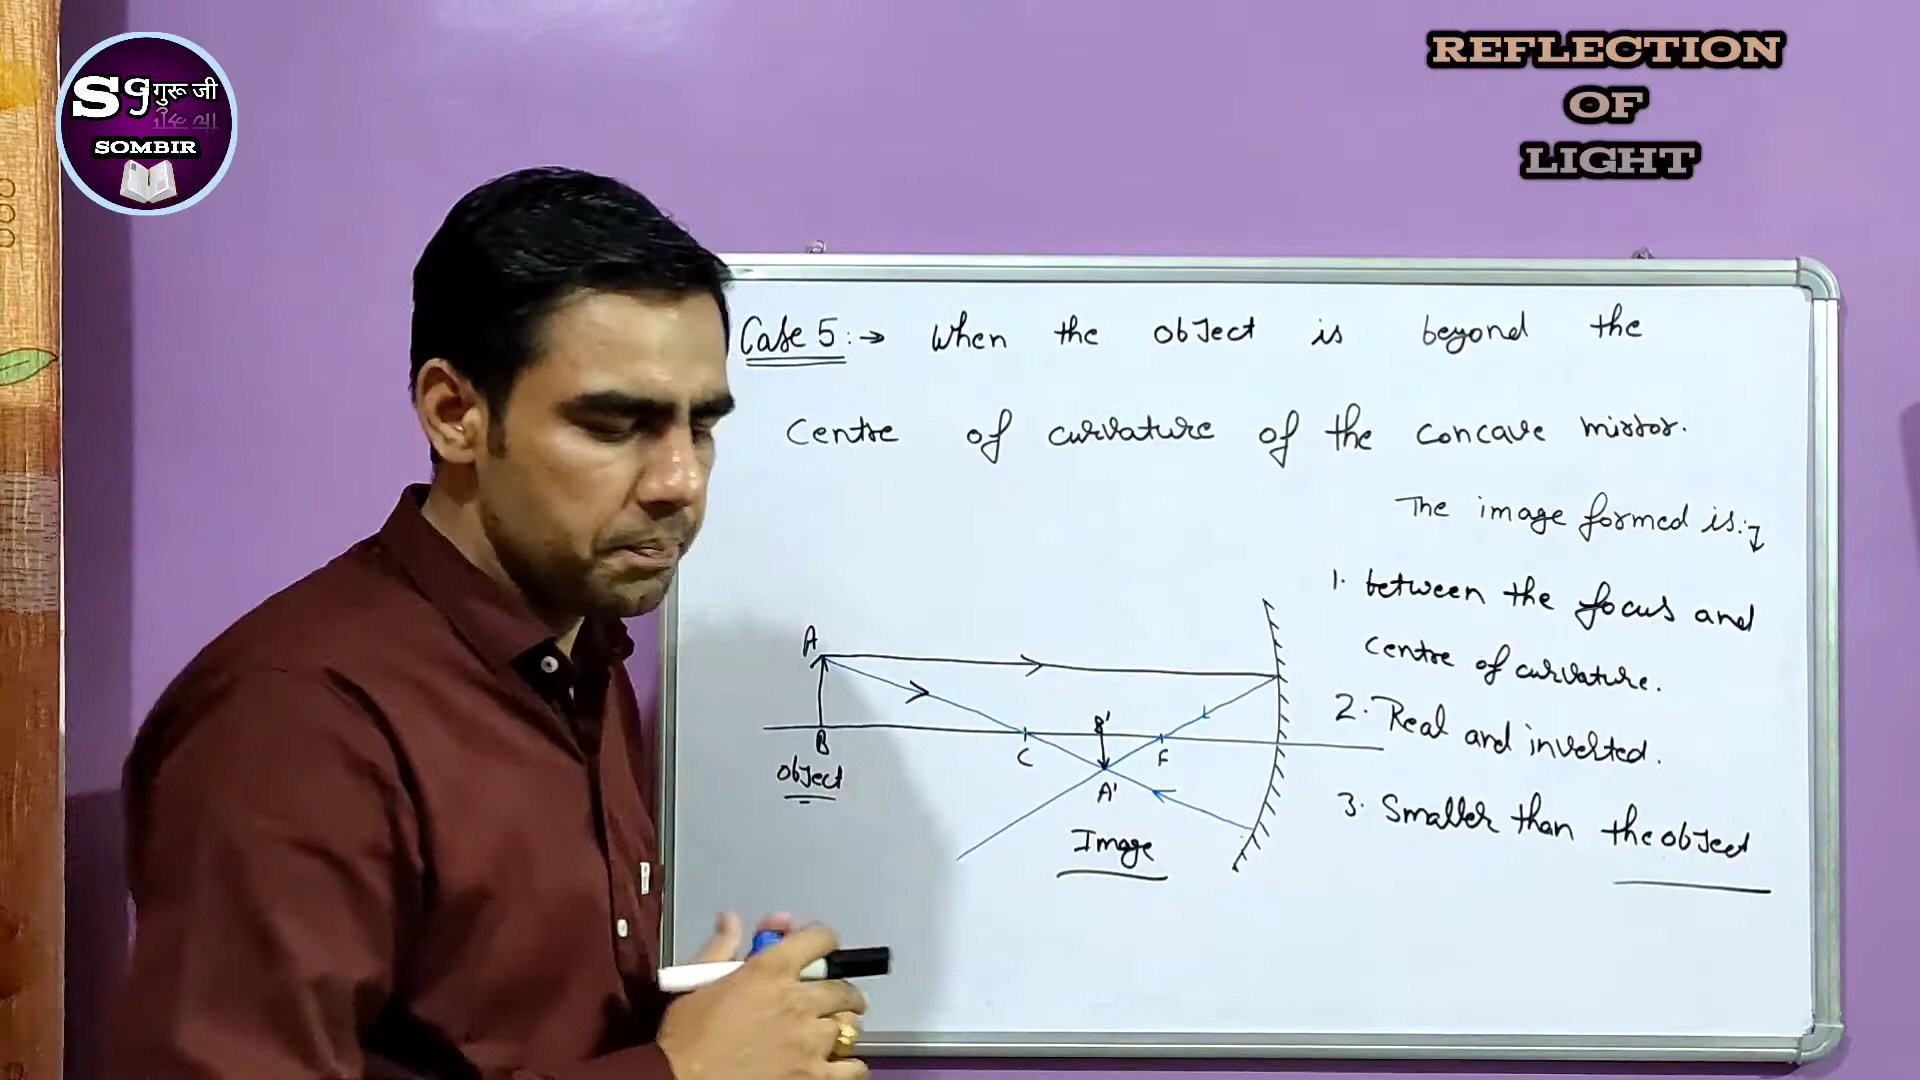 Sg गुरू जी
SOMBIR
REFLECTION
OF
LIGHT
Case 5:→ When the object is beyond the
Centre of curvature of the concave mirror.
The image formed is:↴
1. between the focus and
centre of curvature.
2. Real and inverted.
3. Smaller than the object
A
B
object
C
B'
A'
F
Image